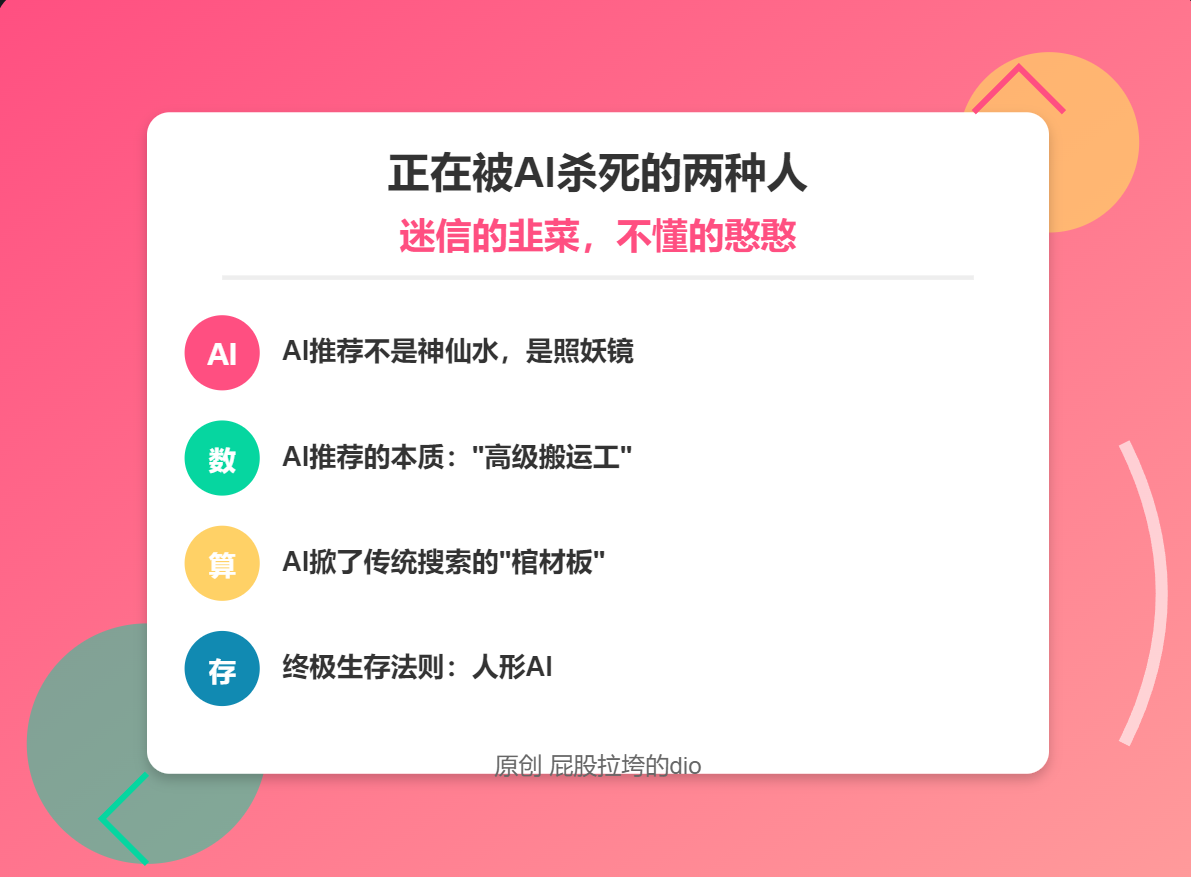 正在被AI杀死的两种人
迷信的韭菜，不懂的憨憨
AI
AI推荐不是神仙水，是照妖镜
数
AI推荐的本质："高级搬运工"
算
AI掀了传统搜索的"棺材板"
存
终极生存法则：人形AI
原创 屁股拉垮的dio